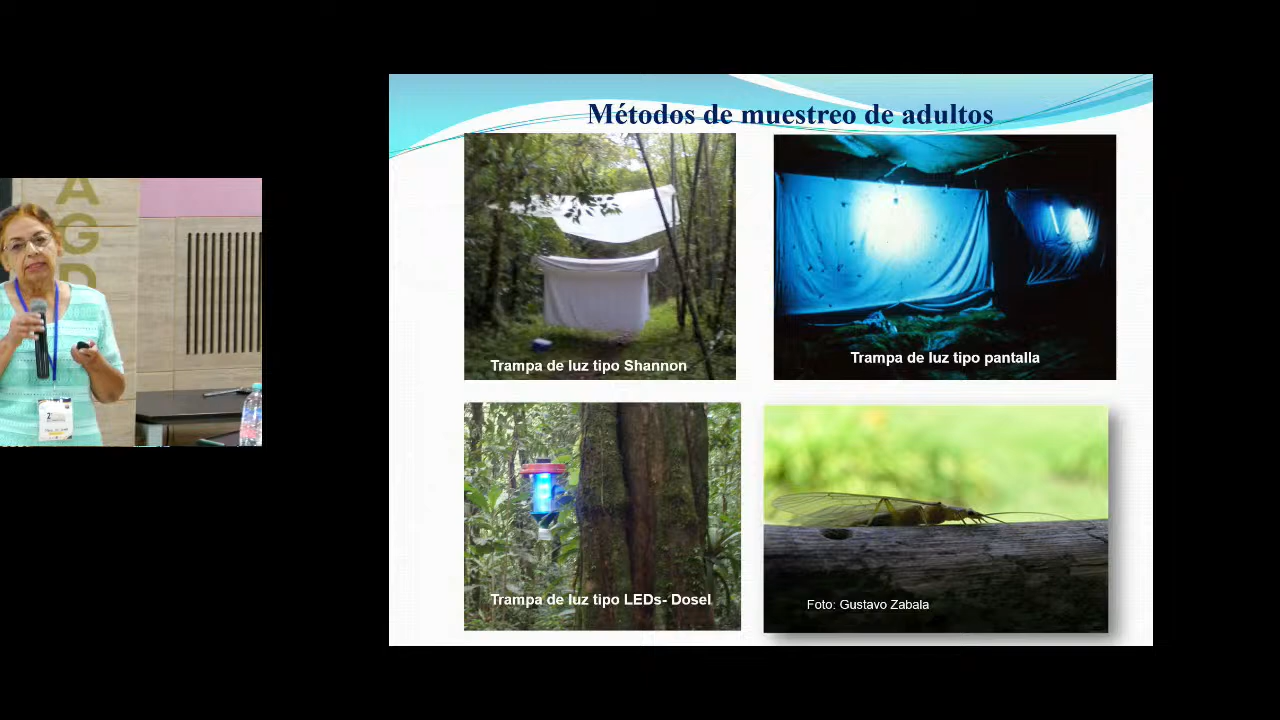 Métodos de muestreo de adultos
Trampa de luz tipo Shannon
Trampa de luz tipo pantalla
Trampa de luz tipo LEDs- Dosel
Foto: Gustavo Zabala
A
G